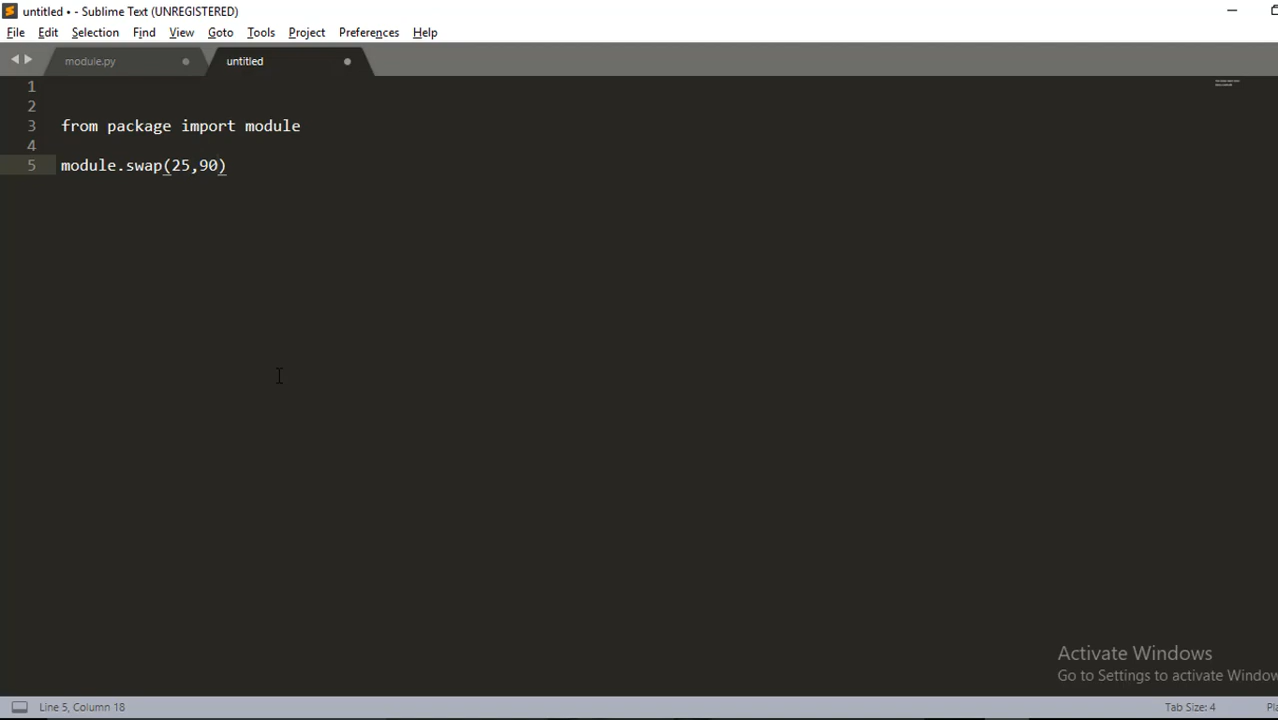 untitled • - Sublime Text (UNREGISTERED)
File Edit Selection Find View Goto Tools Project Preferences Help
module.py untitled
1
2
3 from package import module
4
5 module.swap(25,90)
Activate Windows
Go to Settings to activate Window
Line 5, Column 18 Tab Size: 4